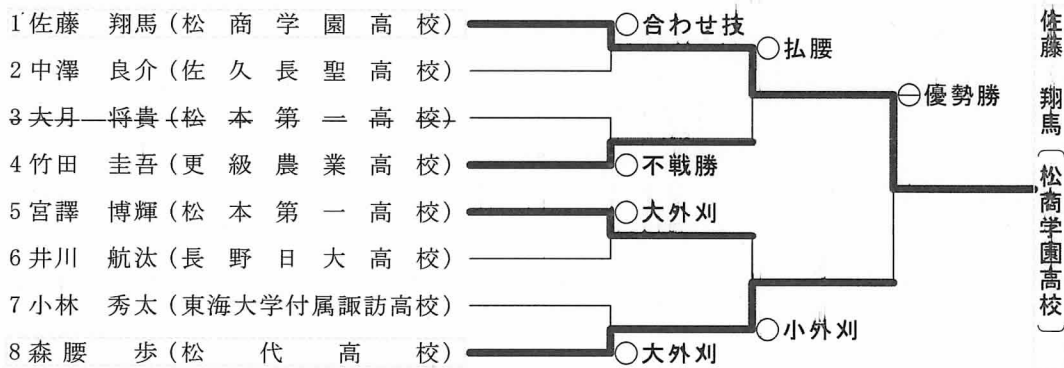 1 佐藤 翔馬 (松商学園高校)
合わせ技
2 中澤 良介 (佐久長聖高校)
払腰
3 大月 将貴 (松本第一高校)
優勢勝
4 竹田 圭吾 (更級農業高校)
不戦勝
5 宮譯 博輝 (松本第一高校)
大外刈
6 井川 航汰 (長野日大高校)
7 小林 秀太 (東海大学付属諏訪高校)
小外刈
8 森腰 歩 (松代高校)
大外刈
佐藤 翔馬 〔松商学園高校〕